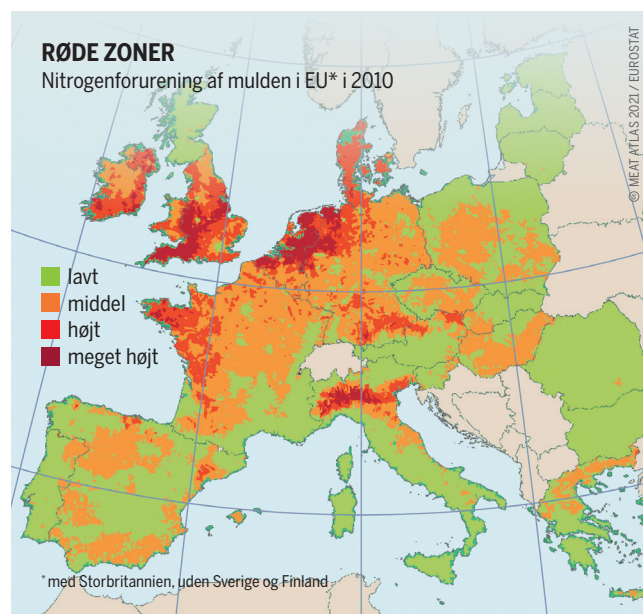 RØDE ZONER
Nitrogenforurening af mulden i EU* i 2010
© MEAT ATLAS 2021 / EUROSTAT
lavt
middel
højt
meget højt
* med Storbritannien, uden Sverige og Finland